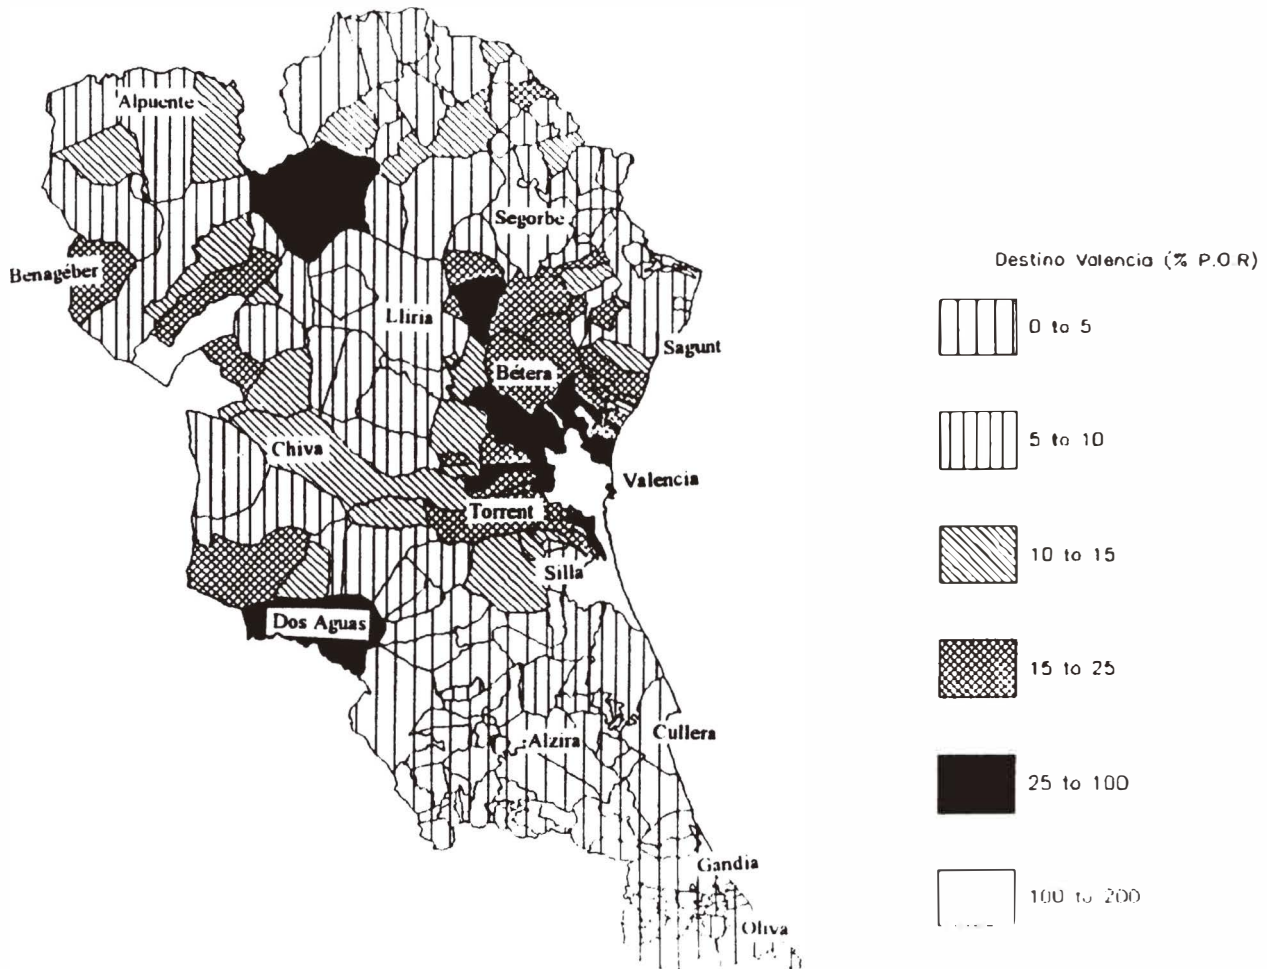 Alpuente
Segorbe
Benagéber
Lliria
Sagunt
Bétera
Chiva
Valencia
Torrent
Silla
Dos Aguas
Alzira
Cullera
Gandia
Oliva
Destino Valencia (% P.O R)
0 to 5
5 to 10
10 to 15
15 to 25
25 to 100
100 to 200